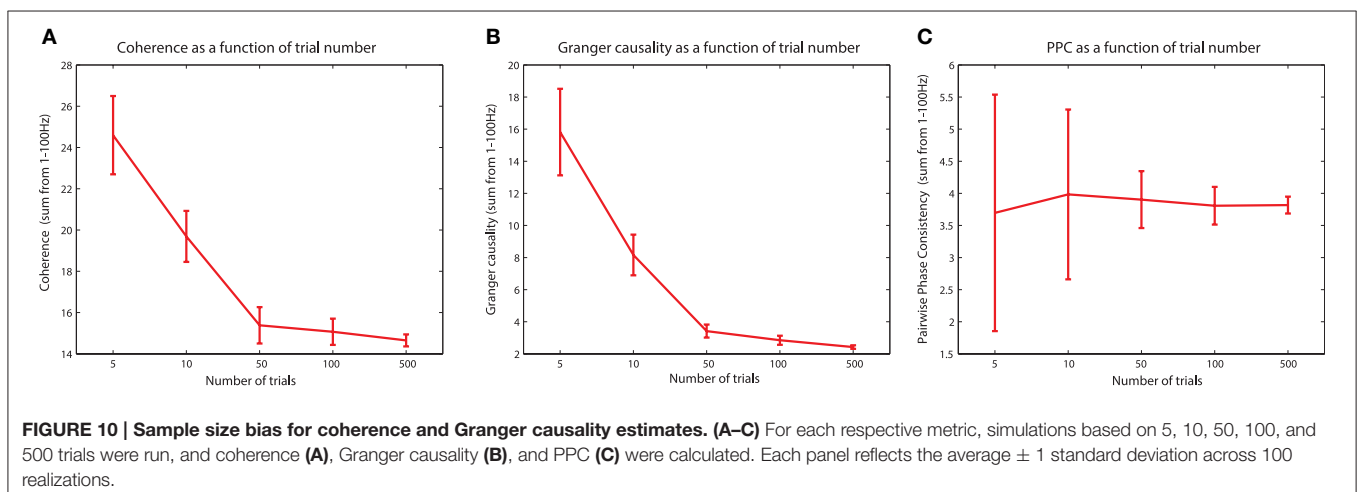 A
Coherence as a function of trial number
28
26
24
22
20
18
16
14
Coherence (sum from 1-100Hz)
5 10 50 100 500
Number of trials
B
Granger causality as a function of trial number
20
18
16
14
12
10
8
6
4
2
Granger causality (sum from 1-100Hz)
5 10 50 100 500
Number of trials
C
PPC as a function of trial number
6
5.5
5
4.5
4
3.5
3
2.5
2
1.5
Pairwise Phase Consistency (sum from 1-100Hz)
5 10 50 100 500
Number of trials
FIGURE 10 | Sample size bias for coherence and Granger causality estimates. (A–C) For each respective metric, simulations based on 5, 10, 50, 100, and
500 trials were run, and coherence (A), Granger causality (B), and PPC (C) were calculated. Each panel reflects the average ± 1 standard deviation across 100
realizations.